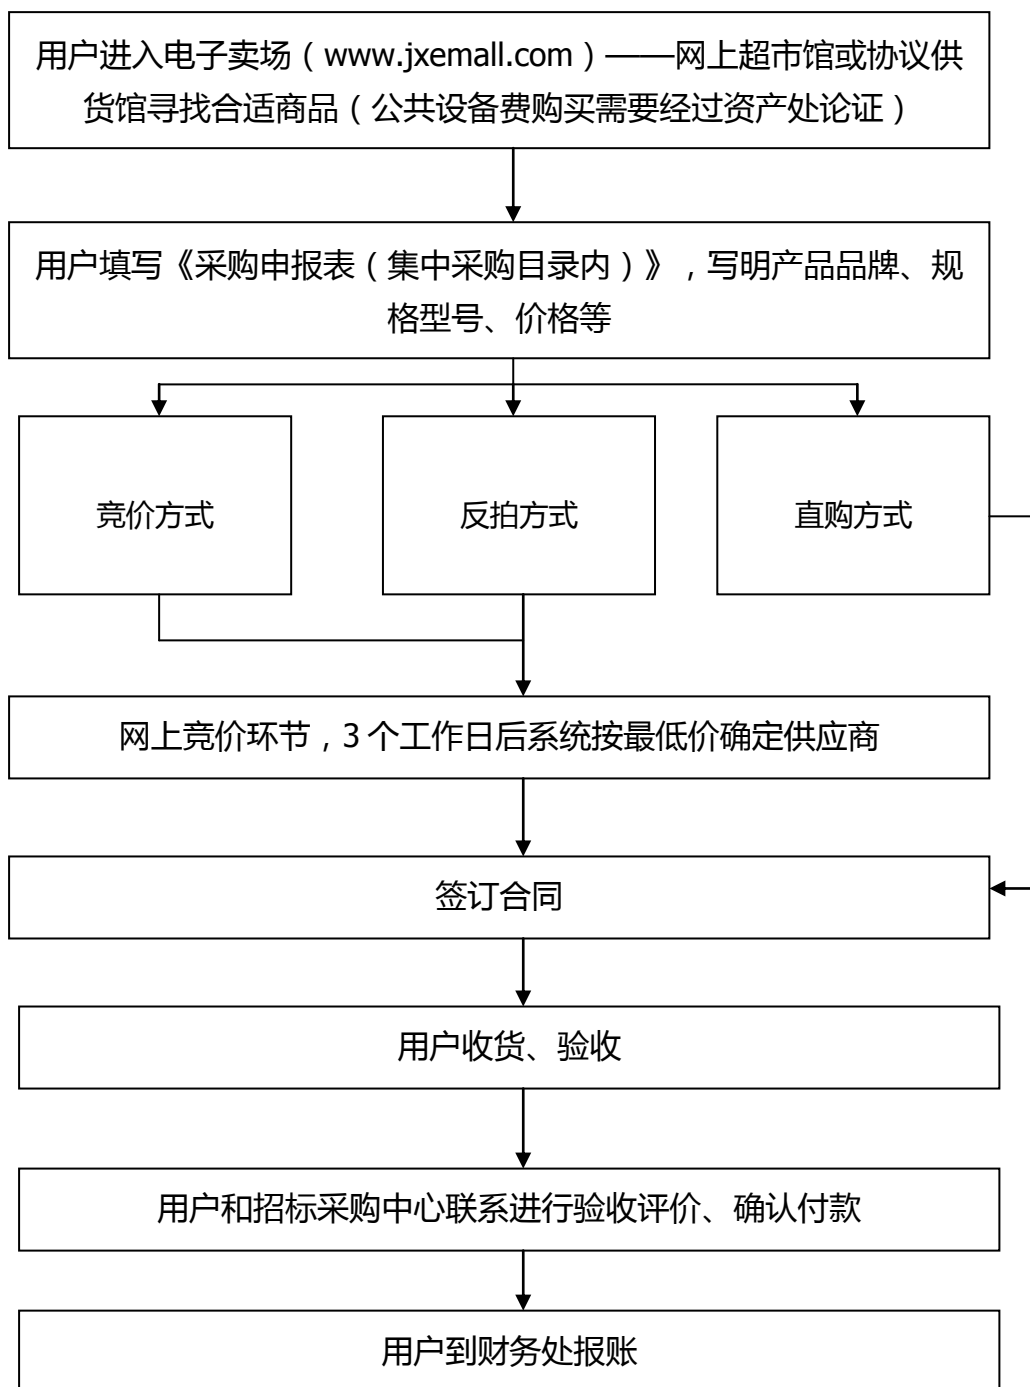 用户进入电子卖场（www.jxemall.com）——网上超市馆或协议供
货馆寻找合适商品（公共设备费购买需要经过资产处论证）
用户填写《采购申报表（集中采购目录内）》，写明产品品牌、规
格型号、价格等
竞价方式
反拍方式
直购方式
网上竞价环节，3个工作日后系统按最低价确定供应商
签订合同
用户收货、验收
用户和招标采购中心联系进行验收评价、确认付款
用户到财务处报账